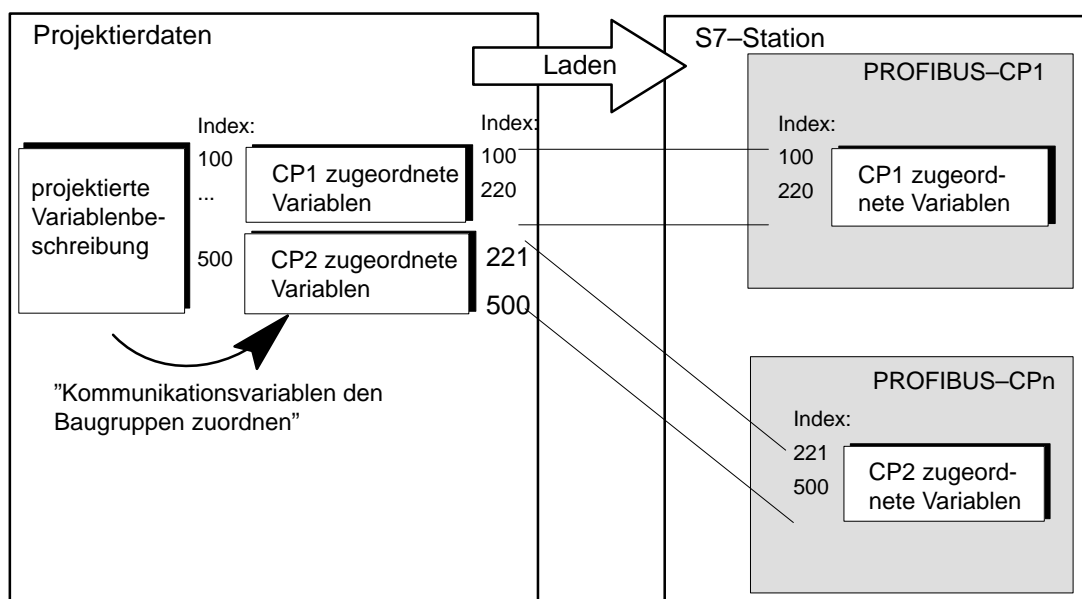 Projektierdaten
Laden
S7–Station
PROFIBUS–CP1
projektierte
Variablenbe-
schreibung
Index:
100
...
500
CP1 zugeordnete
Variablen
CP2 zugeordnete
Variablen
Index:
100
220
221
500
”Kommunikationsvariablen den
Baugruppen zuordnen”
Index:
100
220
CP1 zugeord-
nete Variablen
PROFIBUS–CPn
Index:
221
500
CP2 zugeord-
nete Variablen